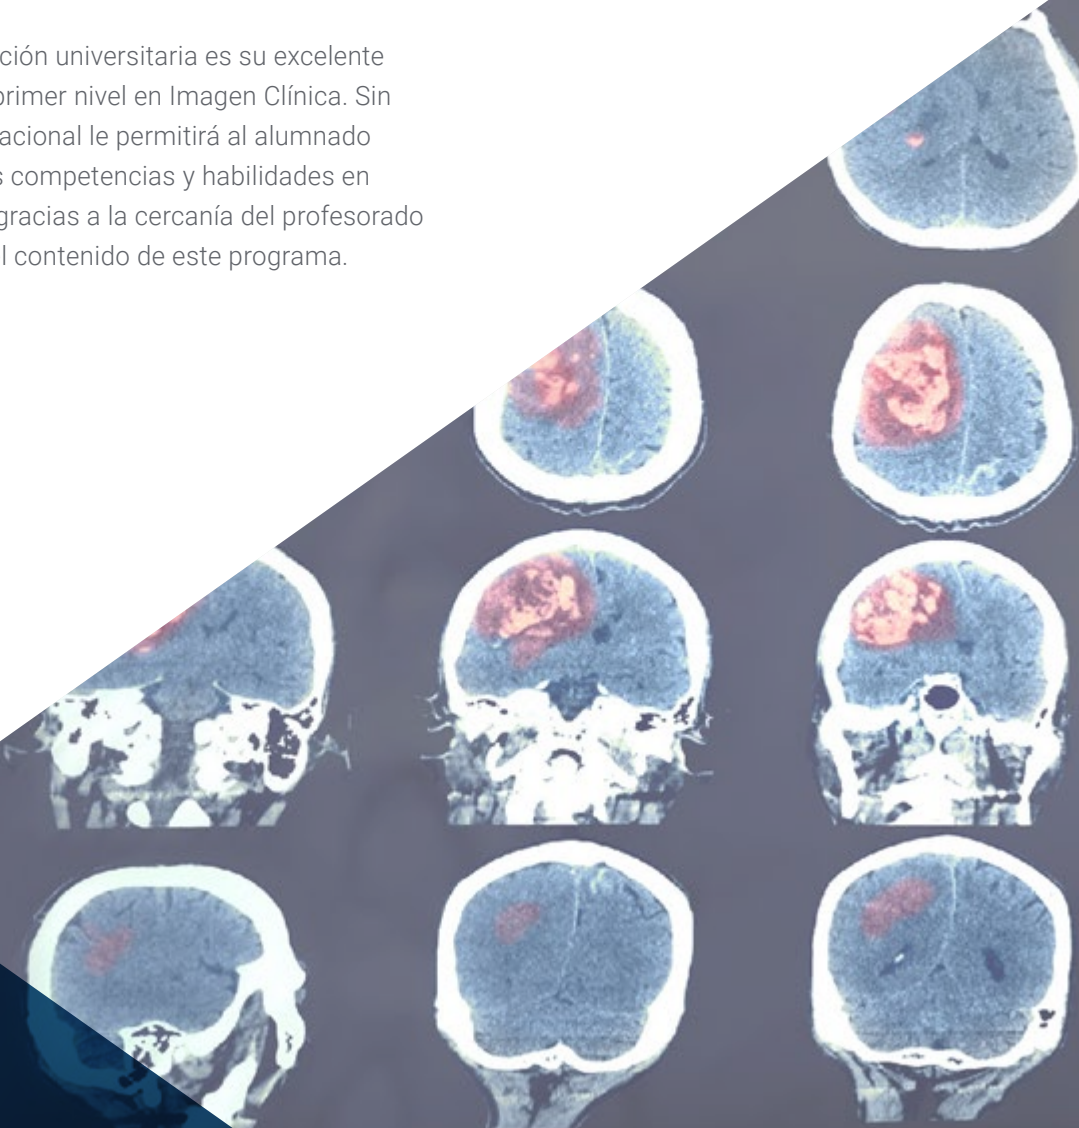 ción universitaria es su excelente
primer nivel en Imagen Clínica. Sin
acional le permitirá al alumnado
s competencias y habilidades en
gracias a la cercanía del profesorado
l contenido de este programa.